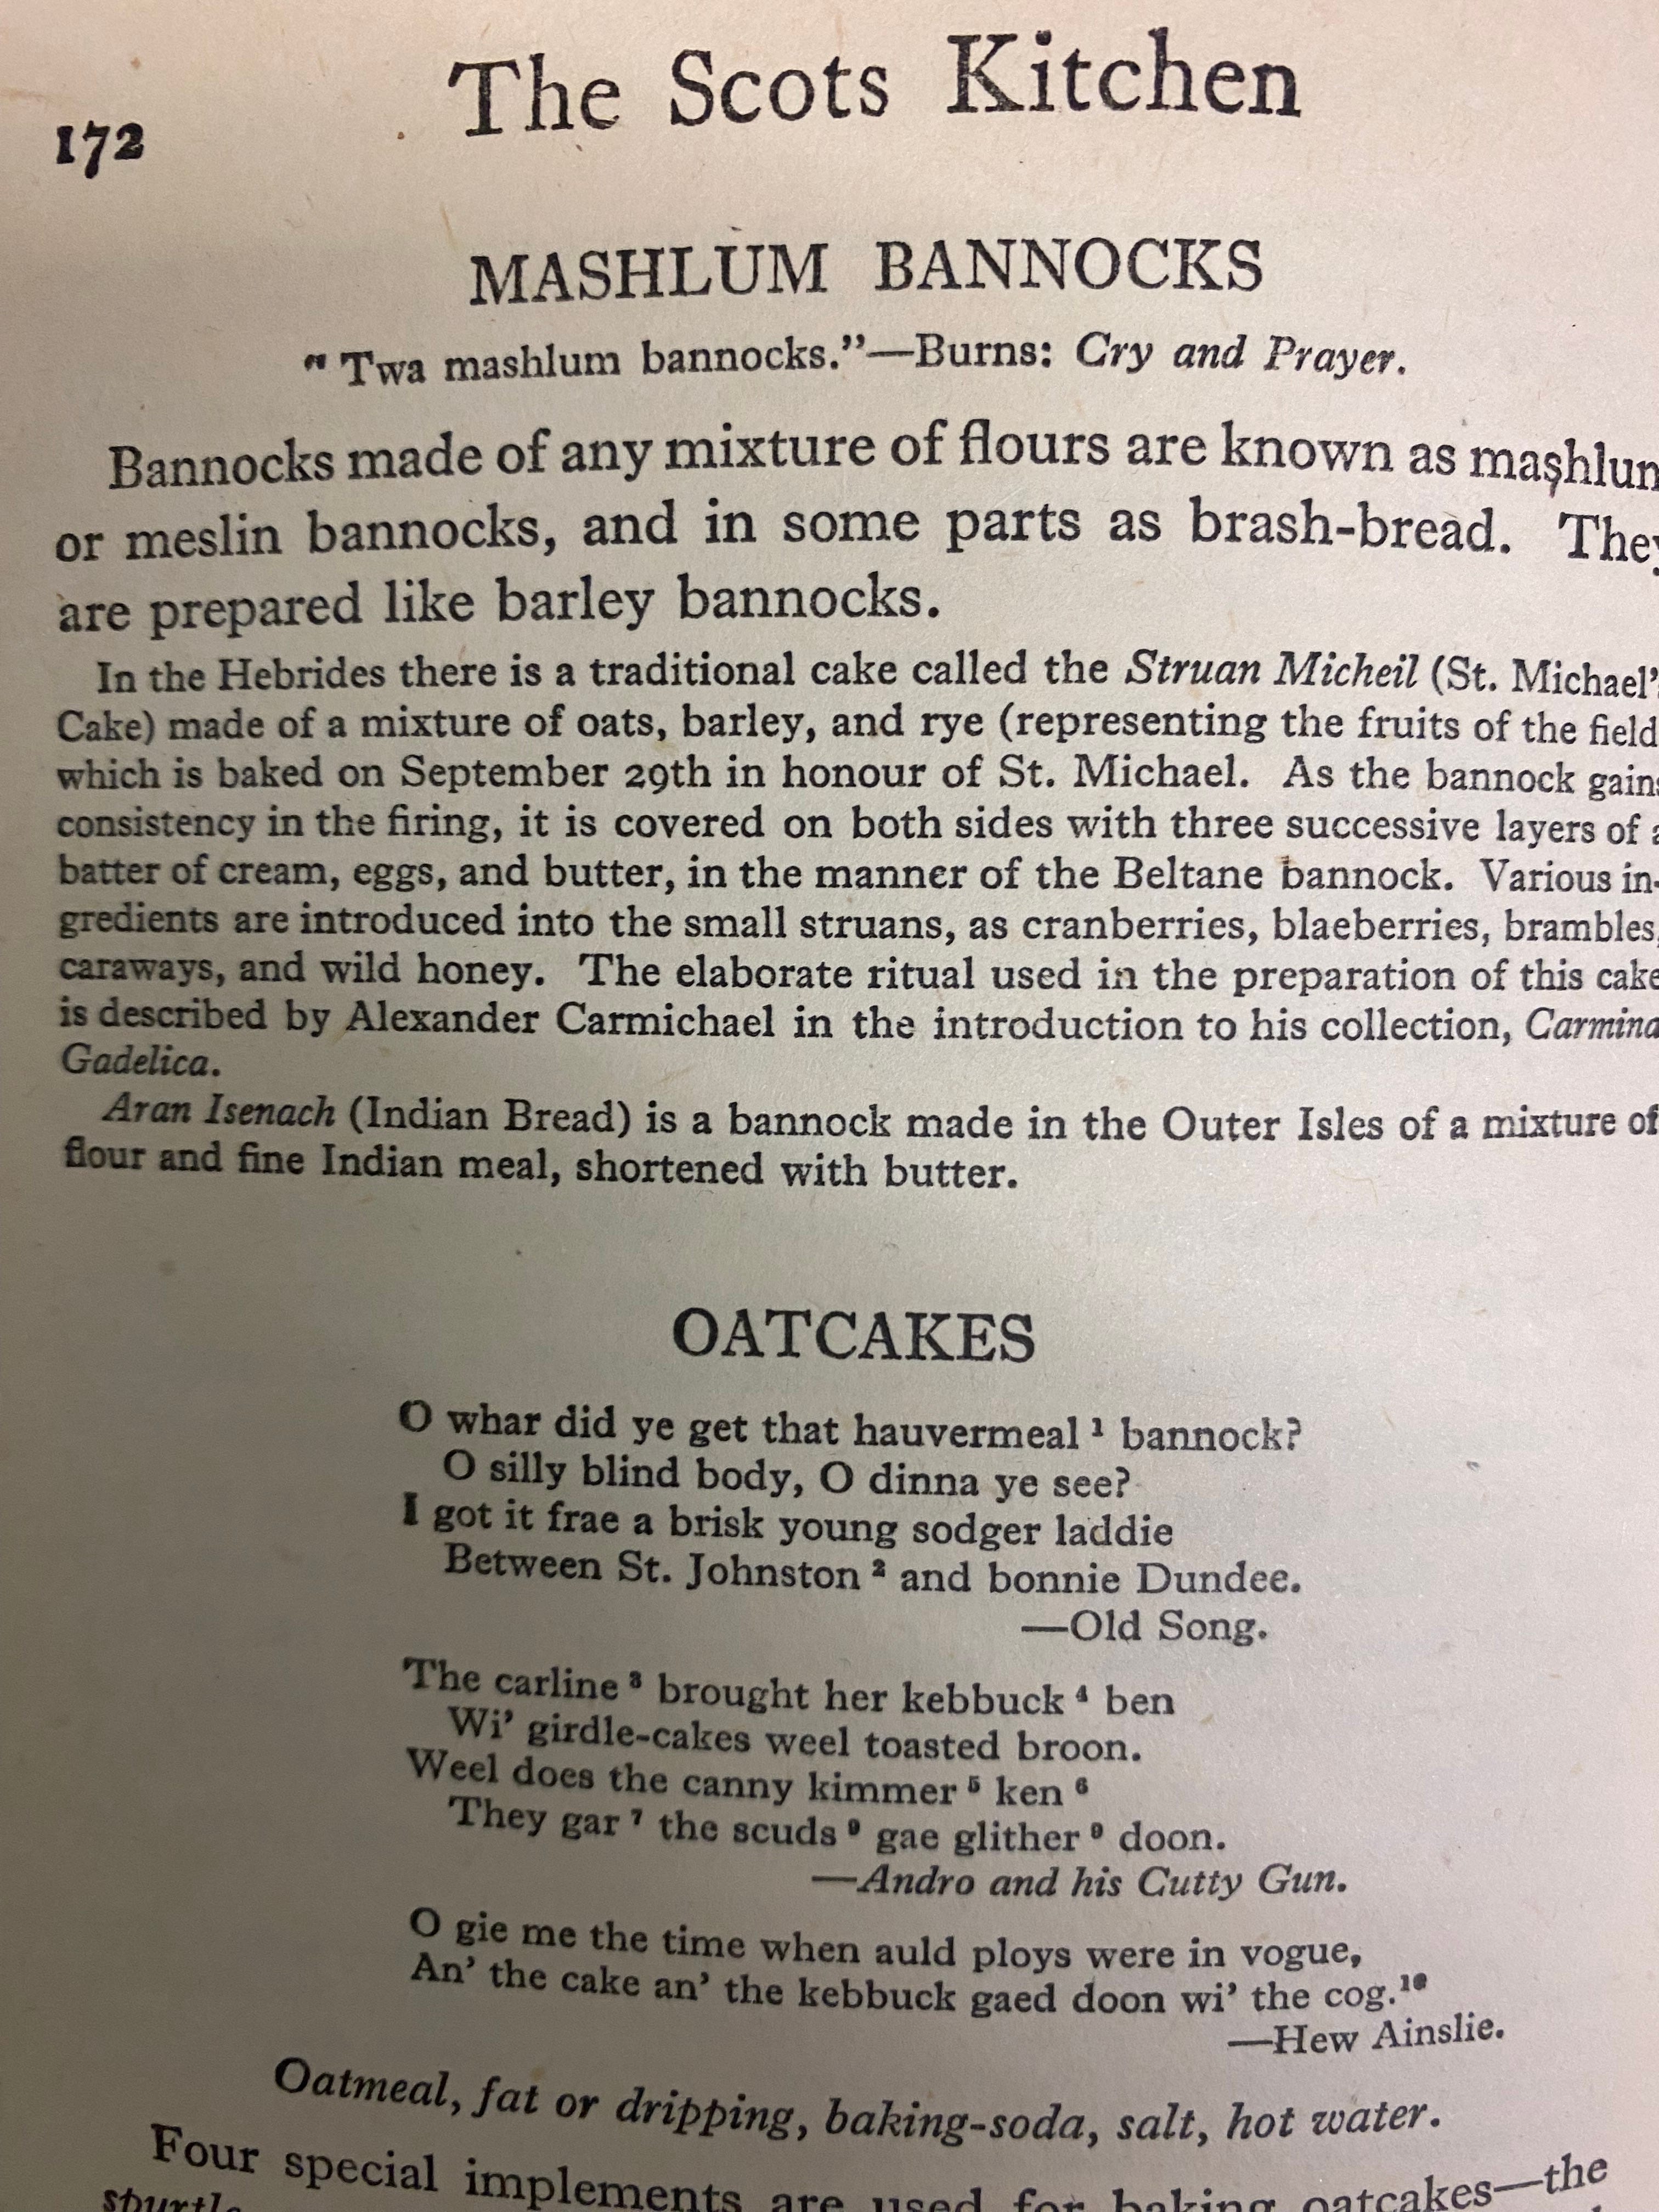 172
The Scots Kitchen
MASHLUM BANNOCKS
" Twa mashlum bannocks."—Burns: Cry and Prayer.
Bannocks made of any mixture of flours are known as mashlum
or meslin bannocks, and in some parts as brash-bread. They
are prepared like barley bannocks.
In the Hebrides there is a traditional cake called the Struan Micheil (St. Michael's
Cake) made of a mixture of oats, barley, and rye (representing the fruits of the field
which is baked on September 29th in honour of St. Michael. As the bannock gains
consistency in the firing, it is covered on both sides with three successive layers of a
batter of cream, eggs, and butter, in the manner of the Beltane bannock. Various in-
gredients are introduced into the small struans, as cranberries, blaeberries, brambles,
caraways, and wild honey. The elaborate ritual used in the preparation of this cake
is described by Alexander Carmichael in the introduction to his collection, Carmina
Gadelica.
Aran Isenach (Indian Bread) is a bannock made in the Outer Isles of a mixture of
flour and fine Indian meal, shortened with butter.
OATCAKES
O whar did ye get that hauvermeal ¹ bannock?
O silly blind body, O dinna ye see?
I got it frae a brisk young sodger laddie
Between St. Johnston ² and bonnie Dundee.
—Old Song.
The carline ³ brought her kebbuck ⁴ ben
Wi' girdle-cakes weel toasted broon.
Weel does the canny kimmer ⁵ ken ⁶
They gar ⁷ the scuds ⁹ gae glither ⁹ doon.
—Andro and his Cutty Gun.
O gie me the time when auld ploys were in vogue,
An' the cake an' the kebbuck gaed doon wi' the cog.¹⁰
—Hew Ainslie.
Oatmeal, fat or dripping, baking-soda, salt, hot water.
Four special implements are used for baking oatcakes—the
spurtle